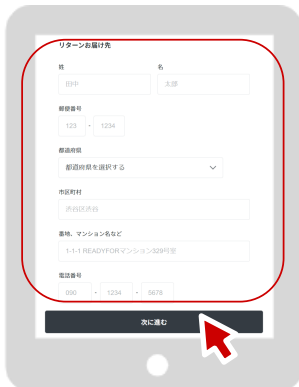 リターンお届け先
姓 名
田中 太郎
郵便番号
123 - 1234
都道府県
都道府県を選択する
市区町村
渋谷区渋谷
番地、マンション名など
1-1-1 READYFORマンション329号室
電話番号
090 - 1234 - 5678
次に進む